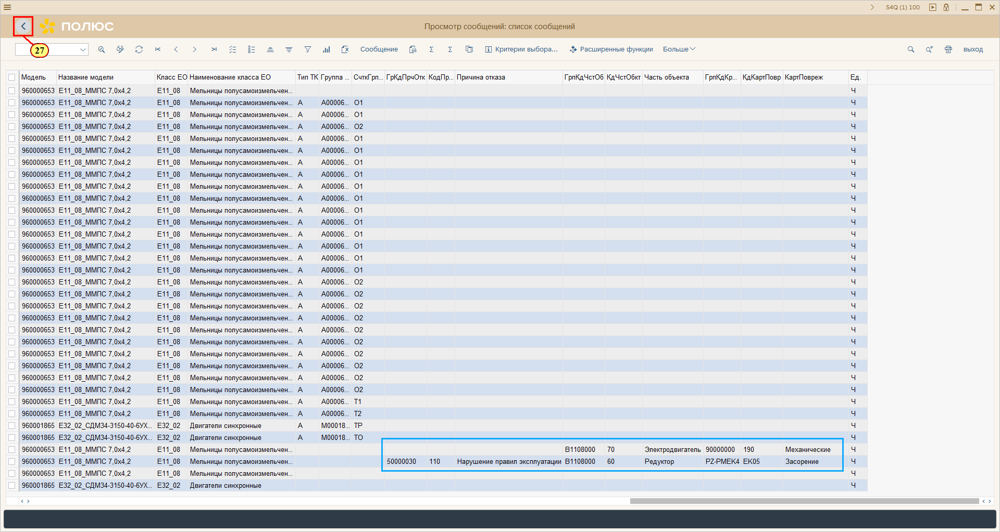 S4Q (1) 100
ПОЛЮС
Просмотр сообщений: список сообщений
27
Сообщение Критерии выбора... Расширенные функции Больше выход
Модель Название модели Класс ЕО Наименование класса ЕО Тип ТК Группа ... СчткГрп... ГрКдПрчОтк КодПр... Причина отказа ГрпКдЧстОб КдЧстОбкт Часть объекта ГрпКдКр... КдКартПовр КартПовреж Ед.
960000653 E11_08_ММПС 7,0x4,2 E11_08 Мельницы полусамоизмельчен... Ч
960000653 E11_08_ММПС 7,0x4,2 E11_08 Мельницы полусамоизмельчен... A A00006... O1 Ч
960000653 E11_08_ММПС 7,0x4,2 E11_08 Мельницы полусамоизмельчен... A A00006... O1 Ч
960000653 E11_08_ММПС 7,0x4,2 E11_08 Мельницы полусамоизмельчен... A A00006... O2 Ч
960000653 E11_08_ММПС 7,0x4,2 E11_08 Мельницы полусамоизмельчен... A A00006... O1 Ч
960000653 E11_08_ММПС 7,0x4,2 E11_08 Мельницы полусамоизмельчен... A A00006... O1 Ч
960000653 E11_08_ММПС 7,0x4,2 E11_08 Мельницы полусамоизмельчен... A A00006... O1 Ч
960000653 E11_08_ММПС 7,0x4,2 E11_08 Мельницы полусамоизмельчен... A A00006... O1 Ч
960000653 E11_08_ММПС 7,0x4,2 E11_08 Мельницы полусамоизмельчен... A A00006... O1 Ч
960000653 E11_08_ММПС 7,0x4,2 E11_08 Мельницы полусамоизмельчен... A A00006... O1 Ч
960000653 E11_08_ММПС 7,0x4,2 E11_08 Мельницы полусамоизмельчен... A A00006... O1 Ч
960000653 E11_08_ММПС 7,0x4,2 E11_08 Мельницы полусамоизмельчен... A A00006... O1 Ч
960000653 E11_08_ММПС 7,0x4,2 E11_08 Мельницы полусамоизмельчен... A A00006... O1 Ч
960000653 E11_08_ММПС 7,0x4,2 E11_08 Мельницы полусамоизмельчен... A A00006... O1 Ч
960000653 E11_08_ММПС 7,0x4,2 E11_08 Мельницы полусамоизмельчен... A A00006... O1 Ч
960000653 E11_08_ММПС 7,0x4,2 E11_08 Мельницы полусамоизмельчен... A A00006... O1 Ч
960000653 E11_08_ММПС 7,0x4,2 E11_08 Мельницы полусамоизмельчен... A A00006... O2 Ч
960000653 E11_08_ММПС 7,0x4,2 E11_08 Мельницы полусамоизмельчен... A A00006... O2 Ч
960000653 E11_08_ММПС 7,0x4,2 E11_08 Мельницы полусамоизмельчен... A A00006... O2 Ч
960000653 E11_08_ММПС 7,0x4,2 E11_08 Мельницы полусамоизмельчен... A A00006... O2 Ч
960000653 E11_08_ММПС 7,0x4,2 E11_08 Мельницы полусамоизмельчен... A A00006... O2 Ч
960000653 E11_08_ММПС 7,0x4,2 E11_08 Мельницы полусамоизмельчен... A A00006... O2 Ч
960000653 E11_08_ММПС 7,0x4,2 E11_08 Мельницы полусамоизмельчен... A A00006... O2 Ч
960000653 E11_08_ММПС 7,0x4,2 E11_08 Мельницы полусамоизмельчен... A A00006... O2 Ч
960000653 E11_08_ММПС 7,0x4,2 E11_08 Мельницы полусамоизмельчен... A A00006... O2 Ч
960000653 E11_08_ММПС 7,0x4,2 E11_08 Мельницы полусамоизмельчен... A A00006... O2 Ч
960000653 E11_08_ММПС 7,0x4,2 E11_08 Мельницы полусамоизмельчен... A A00006... T1 Ч
960000653 E11_08_ММПС 7,0x4,2 E11_08 Мельницы полусамоизмельчен... A A00006... T2 Ч
960001865 E32_02_СДМ34-3150-40-6УХ... E32_02 Двигатели синхронные A M00018... ТР Ч
960001865 E32_02_СДМ34-3150-40-6УХ... E32_02 Двигатели синхронные A M00018... ТО Ч
960000653 E11_08_ММПС 7,0x4,2 E11_08 Мельницы полусамоизмельчен... B1108000 70 Электродвигатель 90000000 190 Механические Ч
960000653 E11_08_ММПС 7,0x4,2 E11_08 Мельницы полусамоизмельчен... 50000030 110 Нарушение правил эксплуатации B1108000 60 Редуктор PZ-PMEK4 EK05 Засорение Ч
960000653 E11_08_ММПС 7,0x4,2 E11_08 Мельницы полусамоизмельчен... Ч
960001865 E32_02_СДМ34-3150-40-6УХ... E32_02 Двигатели синхронные Ч